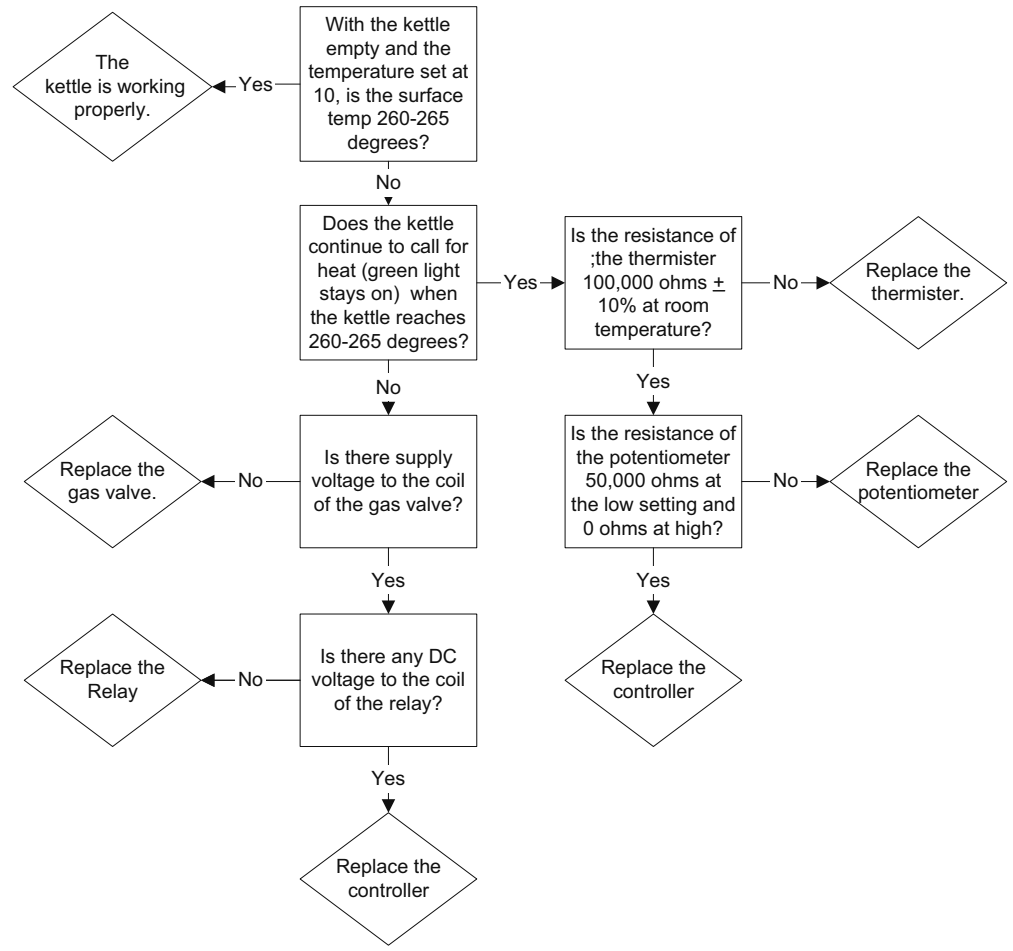 With the kettle
empty and the
temperature set at
10, is the surface
temp 260-265
degrees?
Yes
The
kettle is working
properly.
No
Does the kettle
continue to call for
heat (green light
stays on) when
the kettle reaches
260-265 degrees?
Yes
Is the resistance of
;the thermister
100,000 ohms ±
10% at room
temperature?
No
Replace the
thermister.
No
Yes
Is there supply
voltage to the coil
of the gas valve?
No
Replace the
gas valve.
Is the resistance of
the potentiometer
50,000 ohms at
the low setting and
0 ohms at high?
No
Replace the
potentiometer
Yes
Yes
Is there any DC
voltage to the coil
of the relay?
No
Replace the
Relay
Replace the
controller
Yes
Replace the
controller